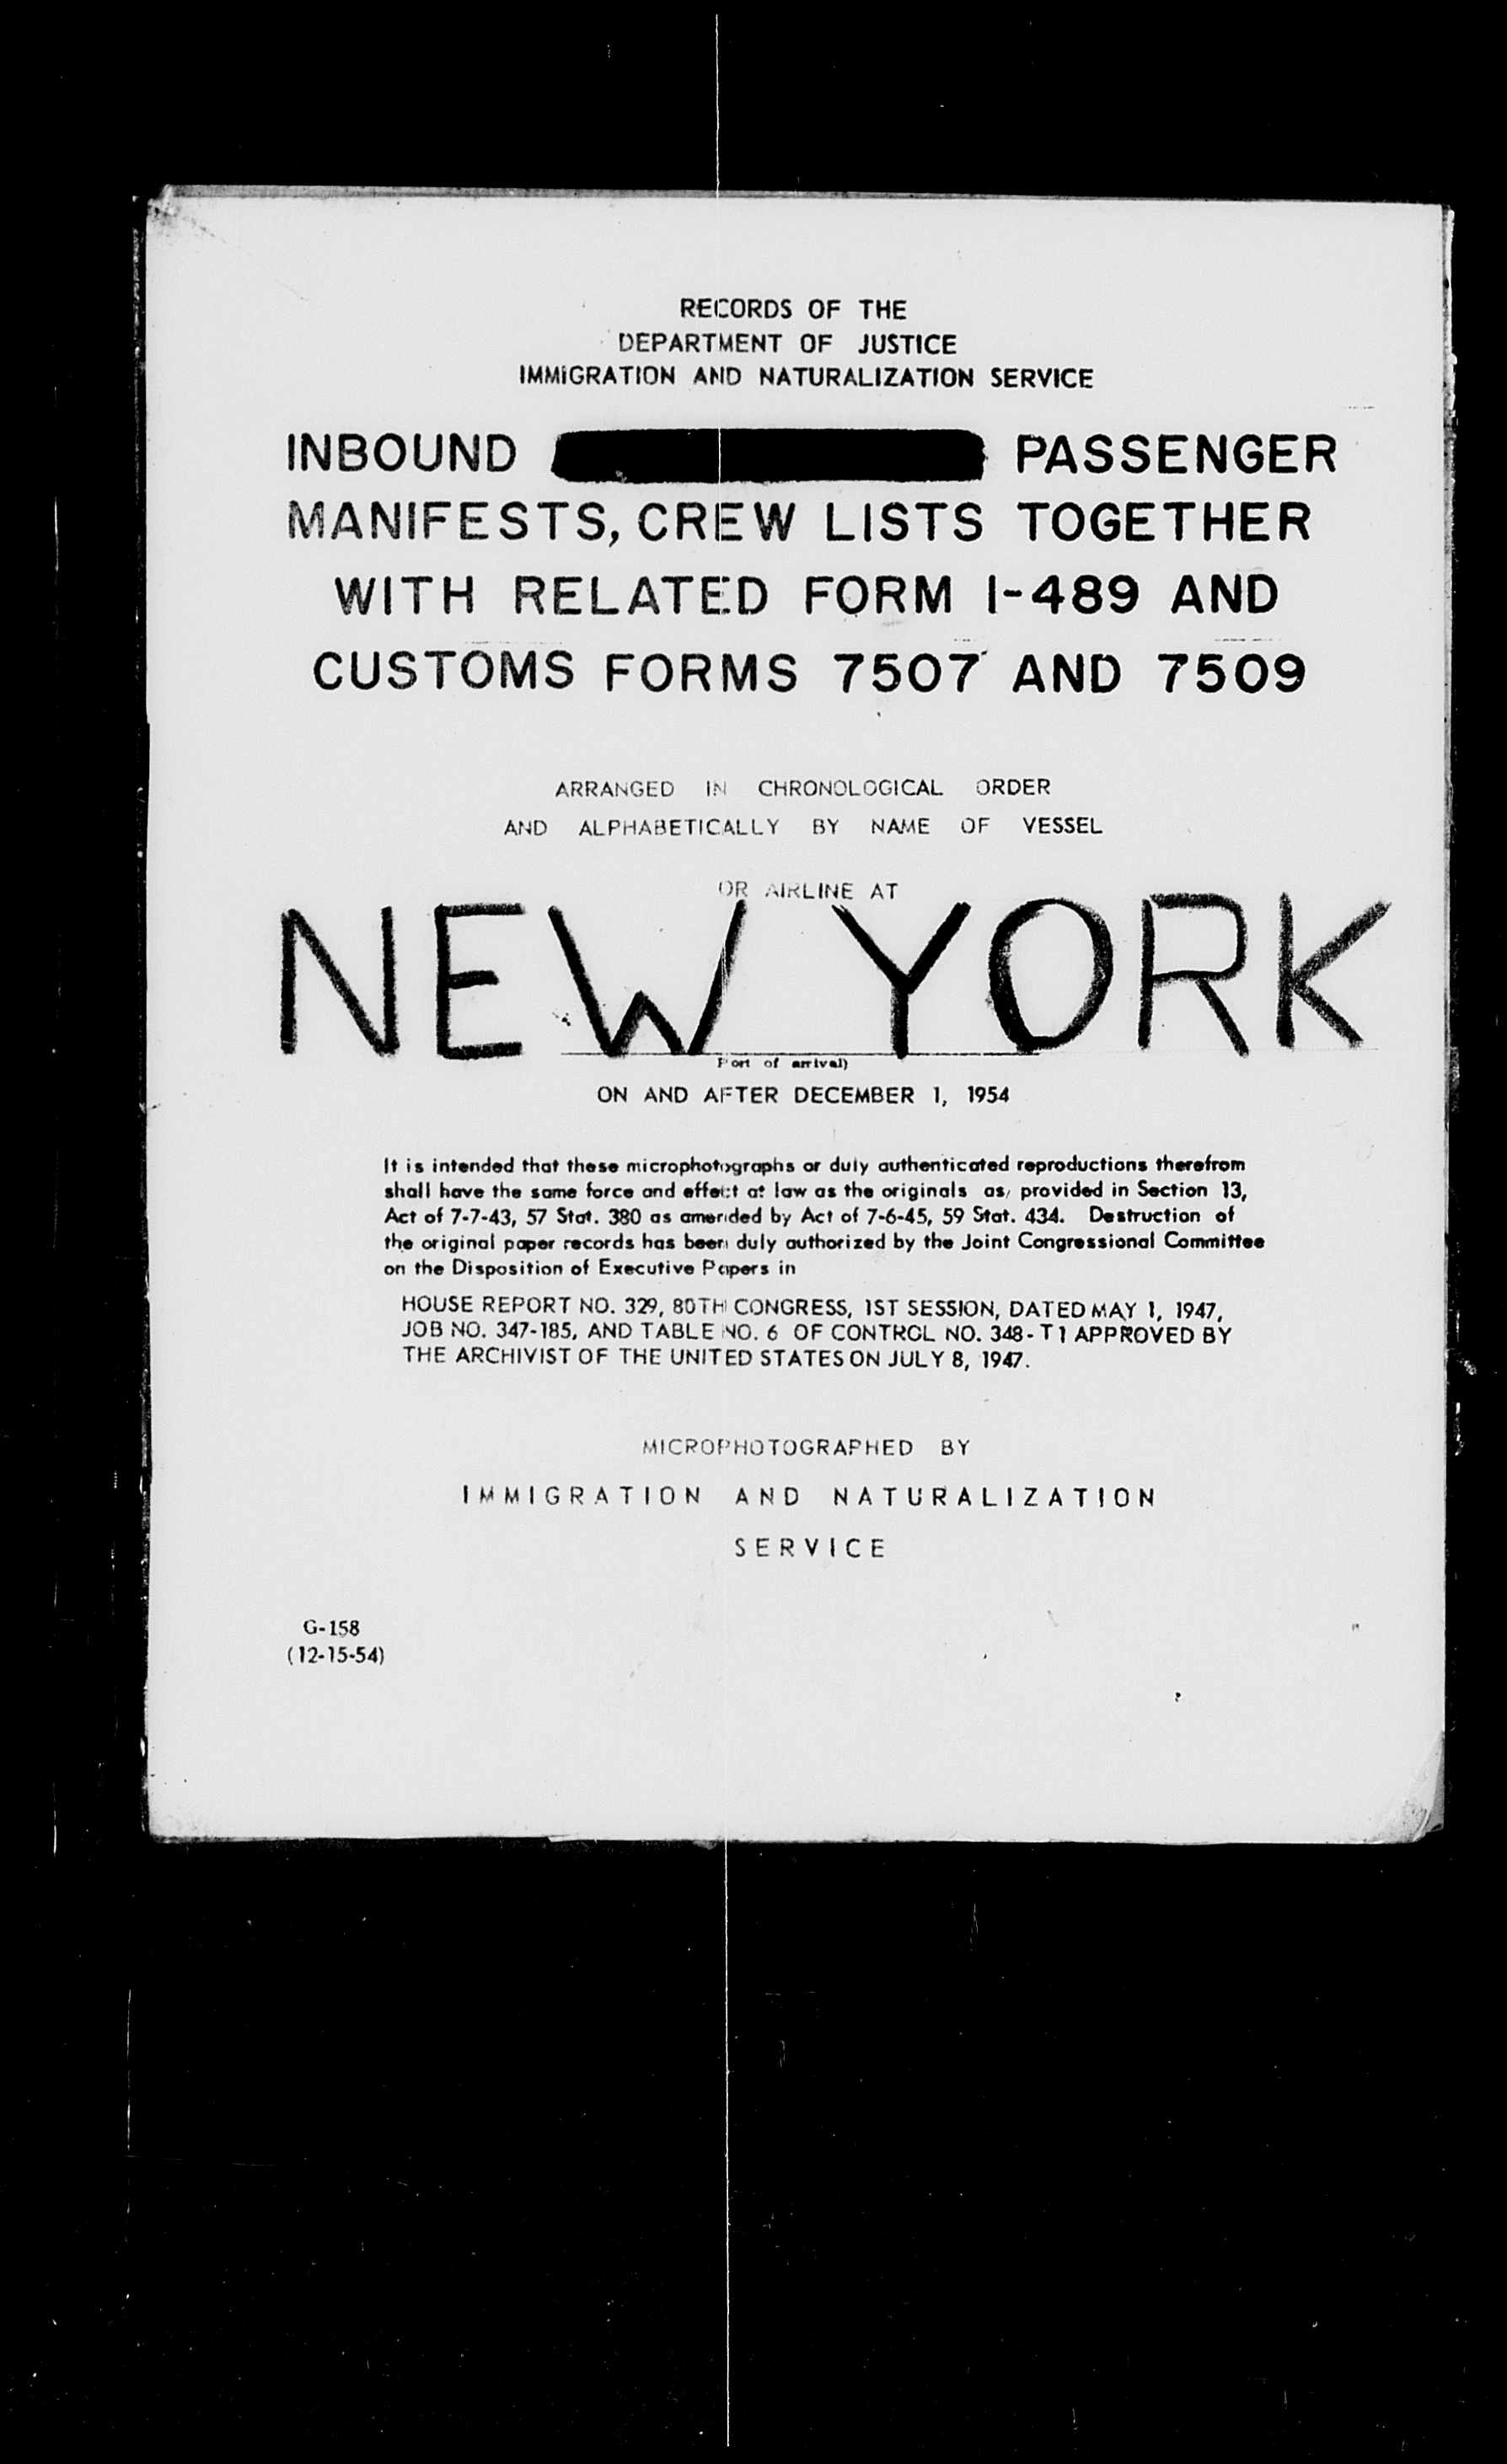 RECORDS OF THE
DEPARTMENT OF JUSTICE
IMMIGRATION AND NATURALIZATION SERVICE
INBOUND PASSENGER
MANIFESTS, CREW LISTS TOGETHER
WITH RELATED FORM I-489 AND
CUSTOMS FORMS 7507 AND 7509
ARRANGED IN CHRONOLOGICAL ORDER
AND ALPHABETICALLY BY NAME OF VESSEL
OR AIRLINE AT
NEW YORK
Port of arrival)
ON AND AFTER DECEMBER 1, 1954
It is intended that these microphotographs or duly authenticated reproductions therefrom
shall have the same force and effect at law as the originals as, provided in Section 13,
Act of 7-7-43, 57 Stat. 380 as amended by Act of 7-6-45, 59 Stat. 434. Destruction of
the original paper records has been duly authorized by the Joint Congressional Committee
on the Disposition of Executive Papers in
HOUSE REPORT NO. 329, 80TH CONGRESS, 1ST SESSION, DATED MAY 1, 1947,
JOB NO. 347-185, AND TABLE NO. 6 OF CONTROL NO. 348-T1 APPROVED BY
THE ARCHIVIST OF THE UNITED STATES ON JULY 8, 1947.
MICROPHOTOGRAPHED BY
IMMIGRATION AND NATURALIZATION
SERVICE
G-158
(12-15-54)